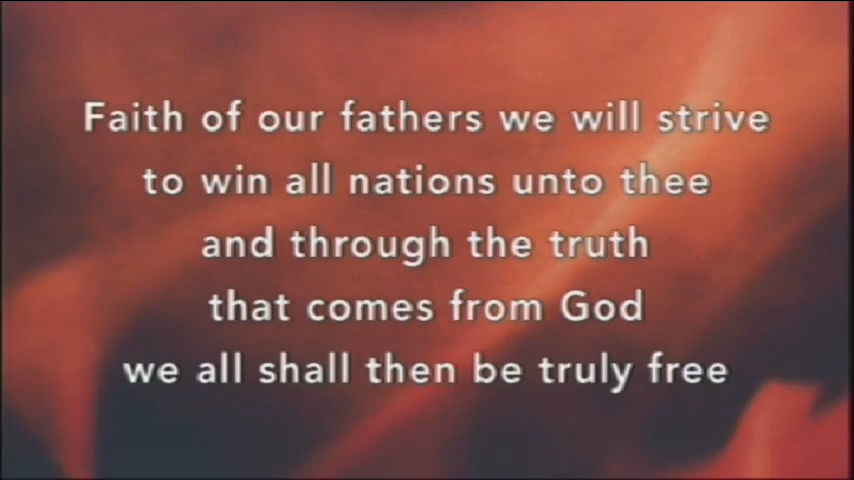 Faith of our fathers we will strive
to win all nations unto thee
and through the truth
that comes from God
we all shall then be truly free